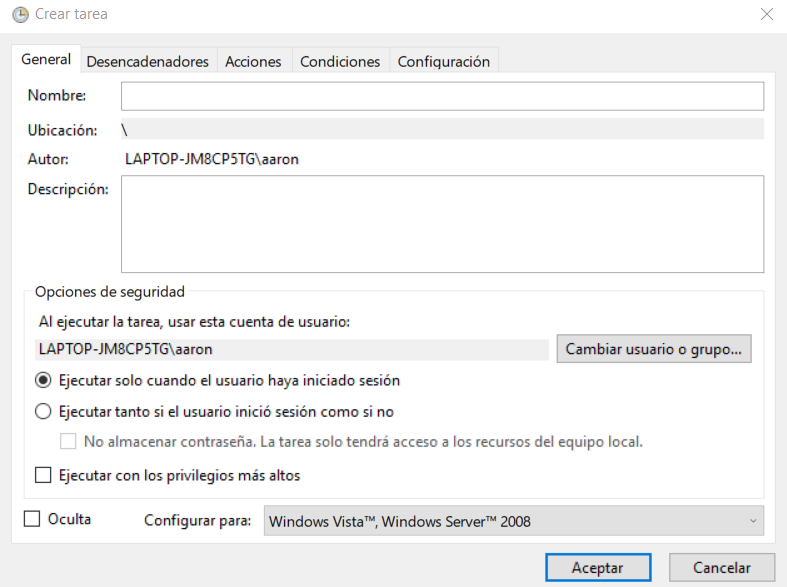 Crear tarea
General Desencadenadores Acciones Condiciones Configuración
Nombre:
Ubicación: \
Autor: LAPTOP-JM8CP5TG\aaron
Descripción:
Opciones de seguridad
Al ejecutar la tarea, usar esta cuenta de usuario:
LAPTOP-JM8CP5TG\aaron Cambiar usuario o grupo...
Ejecutar solo cuando el usuario haya iniciado sesión
Ejecutar tanto si el usuario inició sesión como si no
No almacenar contraseña. La tarea solo tendrá acceso a los recursos del equipo local.
Ejecutar con los privilegios más altos
Oculta Configurar para: Windows Vista™, Windows Server™ 2008
Aceptar Cancelar